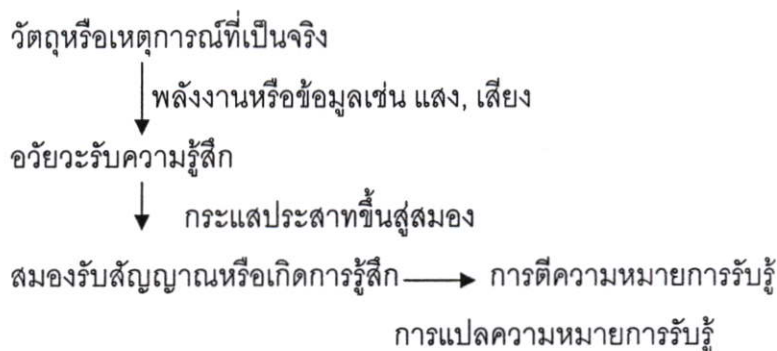 วัตถุหรือเหตุการณ์ที่เป็นจริง
พลังงานหรือข้อมูลเช่น แสง, เสียง
อวัยวะรับความรู้สึก
กระแสประสาทขึ้นสู่สมอง
สมองรับสัญญาณหรือเกิดการรู้สึก การตีความหมายการรับรู้
การแปลความหมายการรับรู้